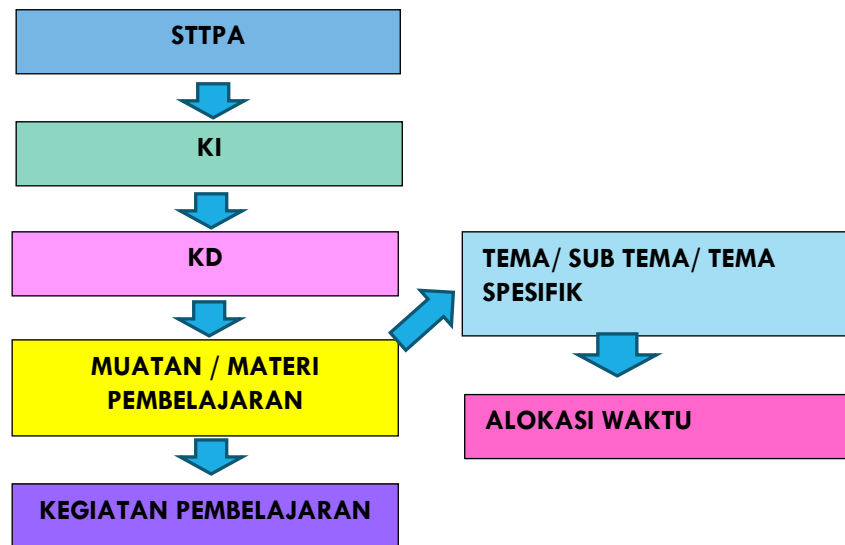 STTPA
KI
KD
MUATAN / MATERI
PEMBELAJARAN
KEGIATAN PEMBELAJARAN
TEMA/ SUB TEMA/ TEMA
SPESIFIK
ALOKASI WAKTU